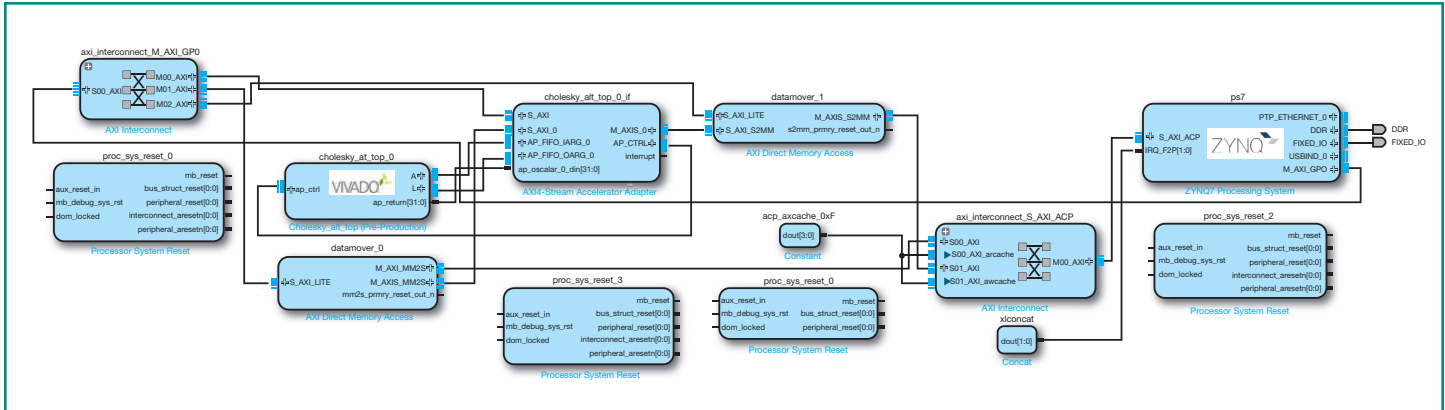 axi_interconnect_M_AXI_GP0
S00_AXI
M00_AXI
M01_AXI
M02_AXI
AXI Interconnect
proc_sys_reset_0
aux_reset_in
mb_debug_sys_rst
dom_locked
mb_reset
bus_struct_reset[0:0]
peripheral_reset[0:0]
interconnect_aresetn[0:0]
peripheral_aresetn[0:0]
Processor System Reset
cholesky_at_top_0
ap_ctrl
VIVADO
A
L
ap_return[31:0]
Cholesky_alt_top (Pre-Production)
datamover_0
S_AXI_LITE
M_AXI_MM2S
M_AXIS_MM2S
mm2s_prmry_reset_out_n
AXI Direct Memory Access
cholesky_alt_top_0_if
S_AXI
S_AXI_0
AP_FIFO_IARG_0
AP_FIFO_OARG_0
ap_oscalar_0_din[31:0]
M_AXIS_0
AP_CTRL
interrupt
AXI4-Stream Accelerator Adapter
proc_sys_reset_3
aux_reset_in
mb_debug_sys_rst
dom_locked
mb_reset
bus_struct_reset[0:0]
peripheral_reset[0:0]
interconnect_aresetn[0:0]
peripheral_aresetn[0:0]
Processor System Reset
datamover_1
S_AXI_LITE
S_AXI_S2MM
M_AXIS_S2MM
s2mm_prmry_reset_out_n
AXI Direct Memory Access
acp_axcache_0xF
dout[3:0]
Constant
proc_sys_reset_0
aux_reset_in
mb_debug_sys_rst
dom_locked
mb_reset
bus_struct_reset[0:0]
peripheral_reset[0:0]
Processor System Reset
axi_interconnect_S_AXI_ACP
S00_AXI
S00_AXI_arcache
S01_AXI
S01_AXI_awcache
M00_AXI
AXI Interconnect
xlconcat
dout[1:0]
Concat
ps7
S_AXI_ACP
IRQ_F2P[1:0]
ZYNQ
PTP_ETHERNET_0
DDR
FIXED_IO
USBIND_0
M_AXI_GPO
ZYNQ7 Processing System
DDR
FIXED_IO
proc_sys_reset_2
aux_reset_in
mb_debug_sys_rst
dom_locked
mb_reset
bus_struct_reset[0:0]
peripheral_reset[0:0]
interconnect_aresetn[0:0]
peripheral_aresetn[0:0]
Processor System Reset